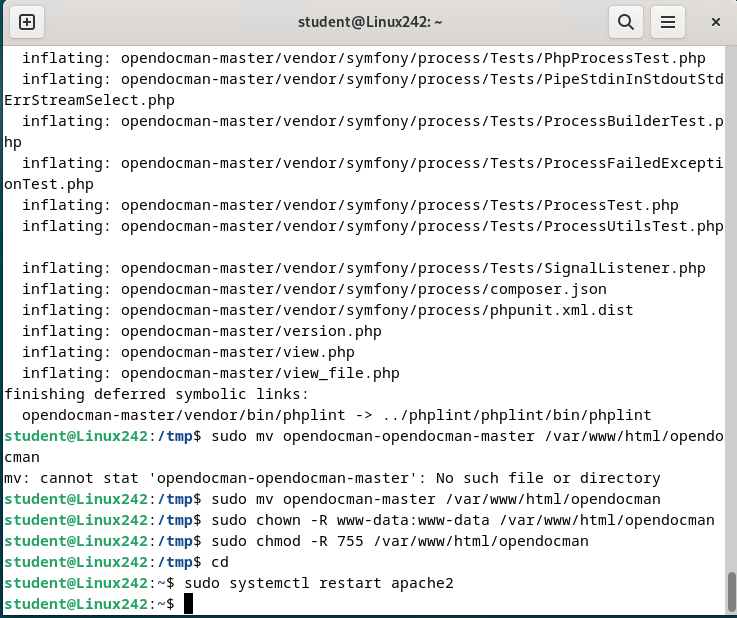 student@Linux242: ~
  inflating: opendocman-master/vendor/symfony/process/Tests/PhpProcessTest.php
  inflating: opendocman-master/vendor/symfony/process/Tests/PipeStdinInStdoutStd
ErrStreamSelect.php
  inflating: opendocman-master/vendor/symfony/process/Tests/ProcessBuilderTest.p
hp
  inflating: opendocman-master/vendor/symfony/process/Tests/ProcessFailedExcepti
onTest.php
  inflating: opendocman-master/vendor/symfony/process/Tests/ProcessTest.php
  inflating: opendocman-master/vendor/symfony/process/Tests/ProcessUtilsTest.php
  inflating: opendocman-master/vendor/symfony/process/Tests/SignalListener.php
  inflating: opendocman-master/vendor/symfony/process/composer.json
  inflating: opendocman-master/vendor/symfony/process/phpunit.xml.dist
  inflating: opendocman-master/version.php
  inflating: opendocman-master/view.php
  inflating: opendocman-master/view_file.php
finishing deferred symbolic links:
  opendocman-master/vendor/bin/phplint -> ../phplint/phplint/bin/phplint
student@Linux242:/tmp$ sudo mv opendocman-opendocman-master /var/www/html/opendo
cman
mv: cannot stat 'opendocman-opendocman-master': No such file or directory
student@Linux242:/tmp$ sudo mv opendocman-master /var/www/html/opendocman
student@Linux242:/tmp$ sudo chown -R www-data:www-data /var/www/html/opendocman
student@Linux242:/tmp$ sudo chmod -R 755 /var/www/html/opendocman
student@Linux242:/tmp$ cd
student@Linux242:~$ sudo systemctl restart apache2
student@Linux242:~$